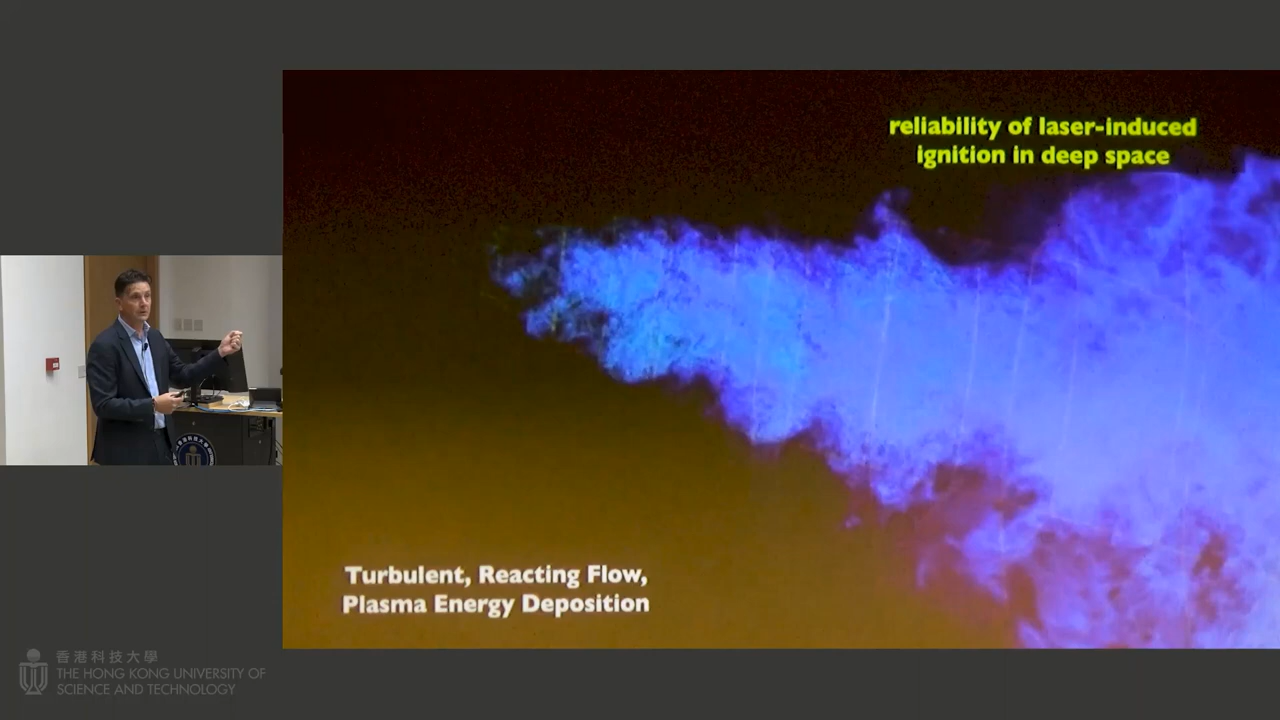 reliability of laser-induced
ignition in deep space
Turbulent, Reacting Flow,
Plasma Energy Deposition
香港科技大學
THE HONG KONG UNIVERSITY OF
SCIENCE AND TECHNOLOGY